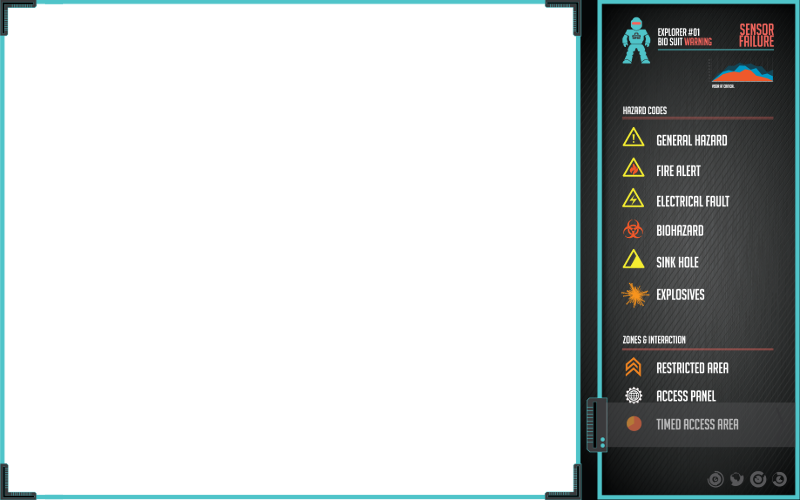 EXPLORER #01
BIO SUIT WARNING
SENSOR
FAILURE
HAZARD CODES
GENERAL HAZARD
FIRE ALERT
ELECTRICAL FAULT
BIOHAZARD
SINK HOLE
EXPLOSIVES
ZONES & INTERACTION
RESTRICTED AREA
ACCESS PANEL
TIMED ACCESS AREA